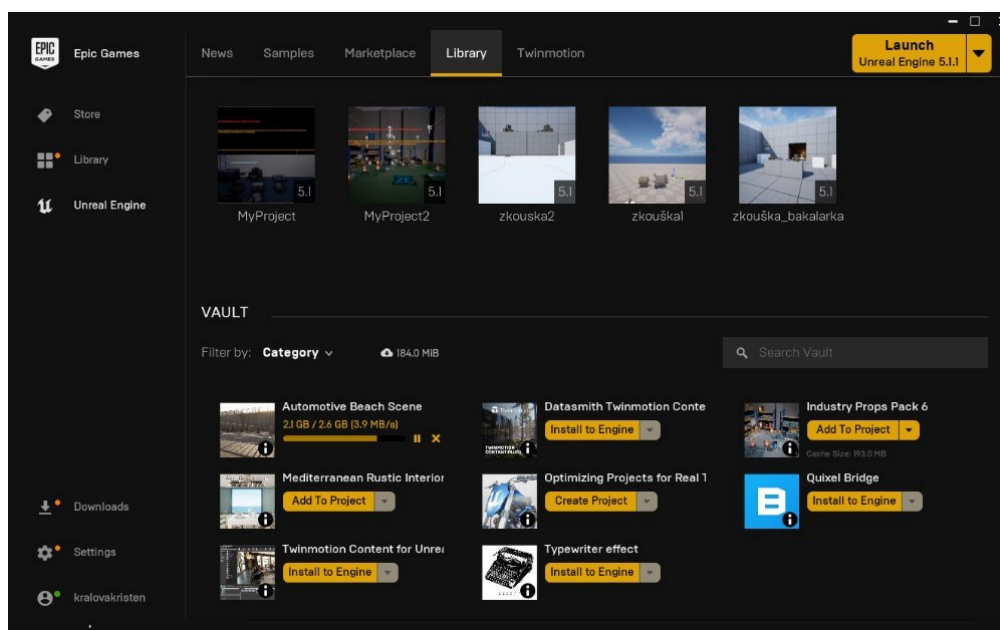 EPIC GAMES
Epic Games
News Samples Marketplace Library Twinmotion
Launch
Unreal Engine 5.1.1
Store
Library
Unreal Engine
5.1 5.1 5.1 5.1 5.1
MyProject MyProject2 zkouska2 zkouška1 zkouška_bakalarka
VAULT
Filter by: Category 184.0 MiB Search Vault
Automotive Beach Scene Datasmith Twinmotion Conte Industry Props Pack 6
2.1 GB / 2.6 GB (3.9 MB/s) Install to Engine Add To Project
Cache Size: 193.0 MB
Mediterranean Rustic Interior Optimizing Projects for Real T Quixel Bridge
Add To Project Create Project Install to Engine
Twinmotion Content for Unrea Typewriter effect
Install to Engine Install to Engine
Downloads
Settings
kralovakristen